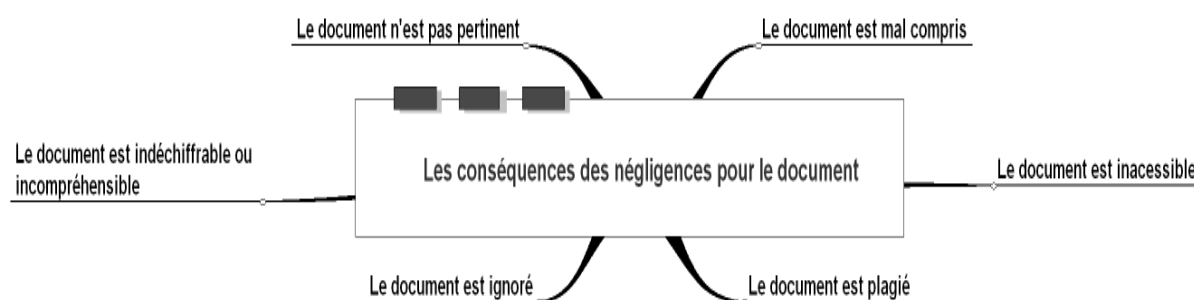 Le document n'est pas pertinent
Le document est mal compris
Les conséquences des négligences pour le document
Le document est indéchiffrable ou
incompréhensible
Le document est inacessible
Le document est ignoré
Le document est plagié